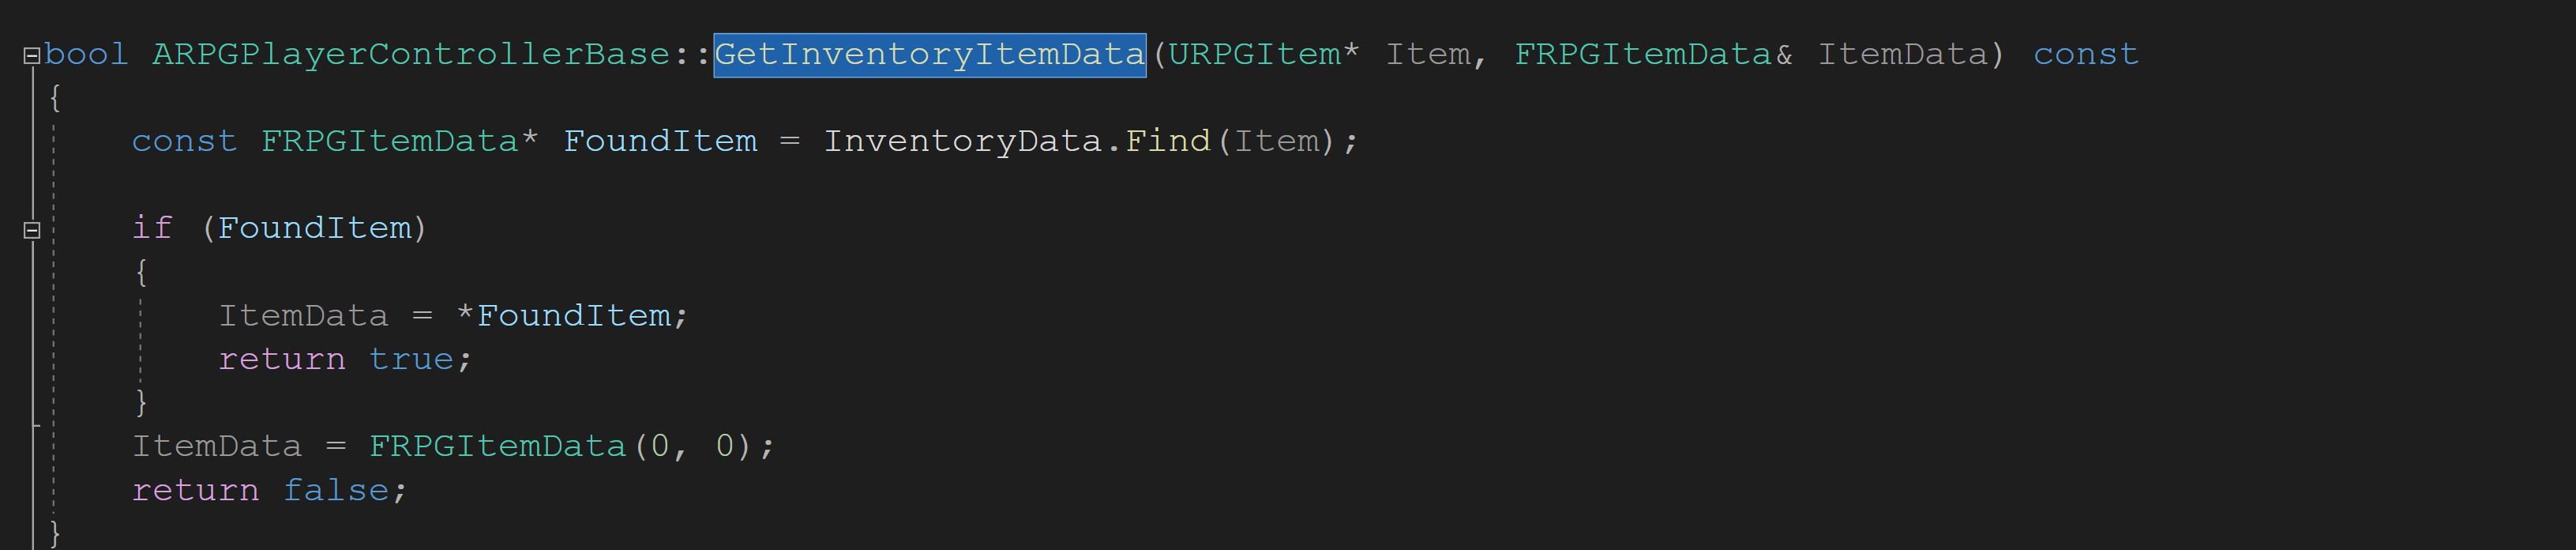 bool ARPGPlayerControllerBase::GetInventoryItemData(URPGItem* Item, FRPGItemData& ItemData) const
{
const FRPGItemData* FoundItem = InventoryData.Find(Item);
if (FoundItem)
{
ItemData = *FoundItem;
return true;
}
ItemData = FRPGItemData(0, 0);
return false;
}